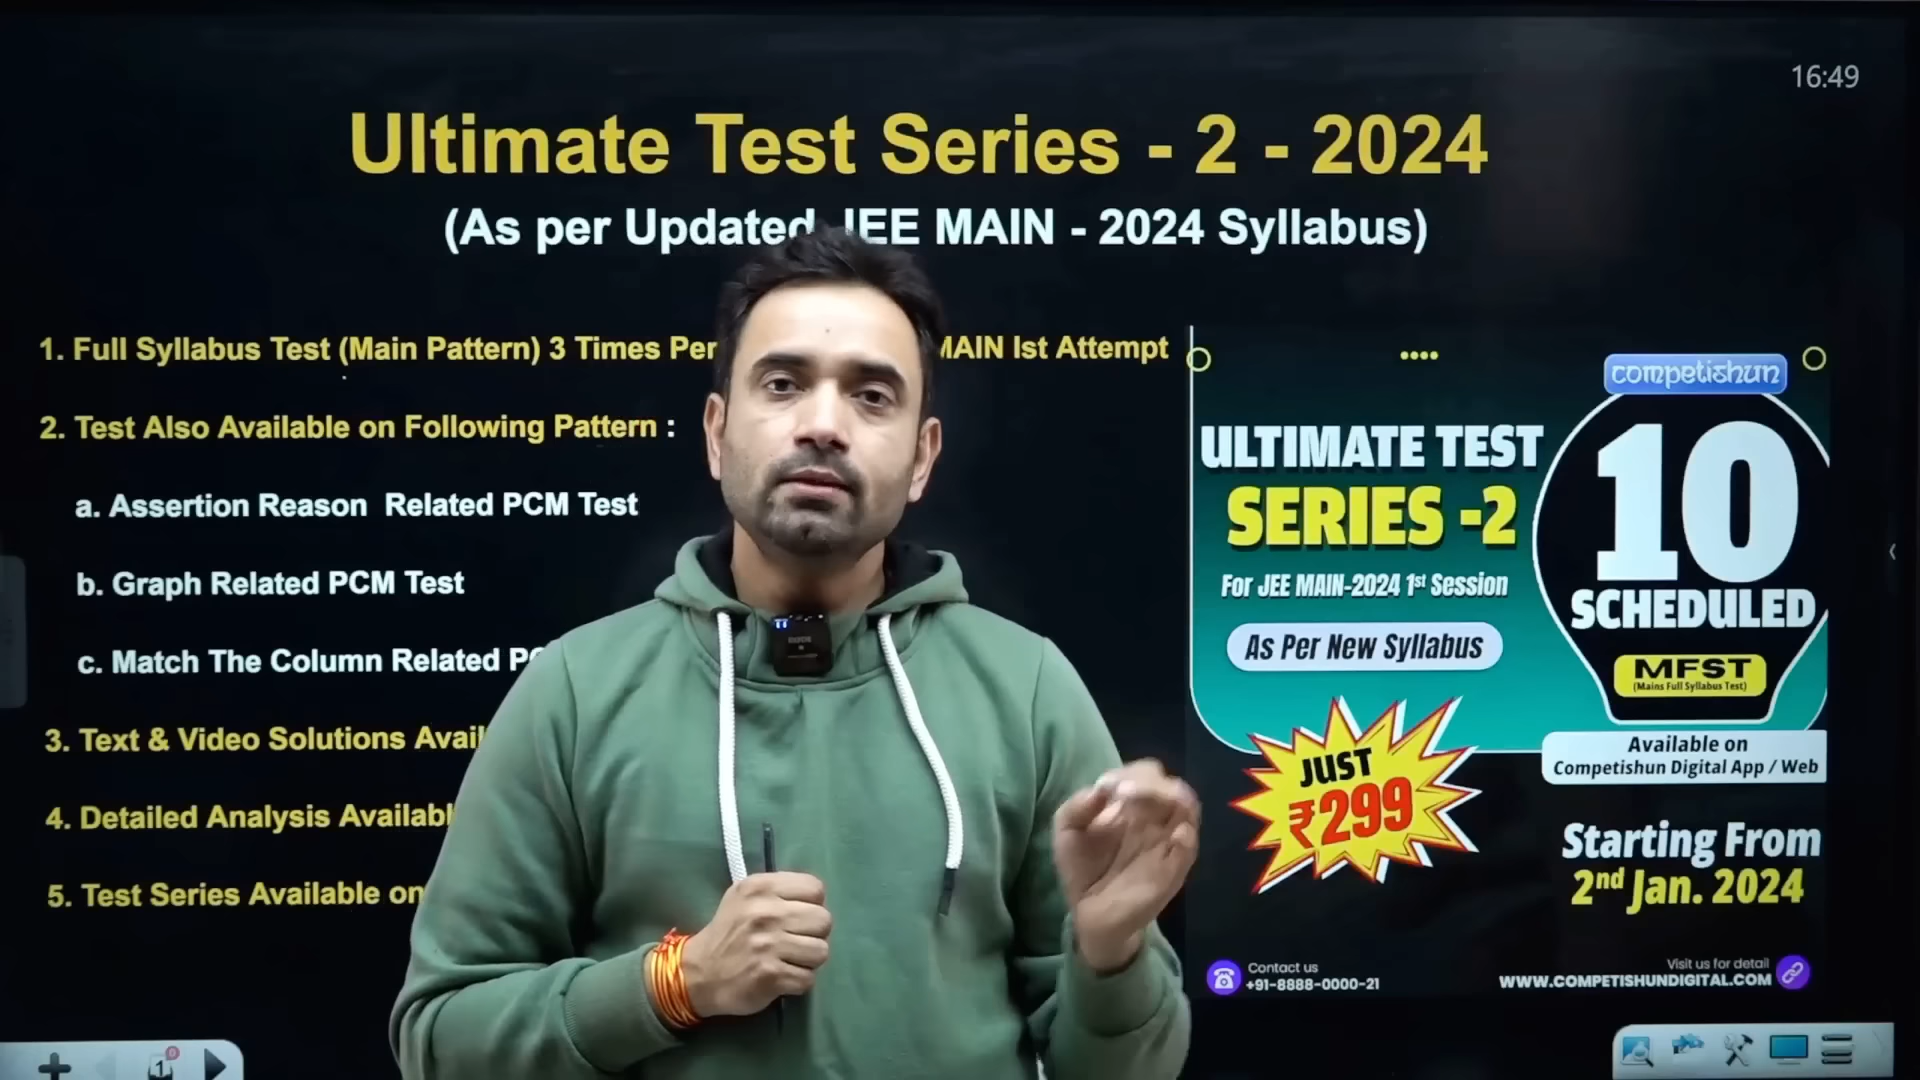 16:49
Ultimate Test Series - 2 - 2024
(As per Updated JEE MAIN - 2024 Syllabus)
1. Full Syllabus Test (Main Pattern) 3 Times Per MAIN Ist Attempt
2. Test Also Available on Following Pattern :
a. Assertion Reason Related PCM Test
b. Graph Related PCM Test
c. Match The Column Related
3. Text & Video Solutions
4. Detailed Analysis
5. Test Series Available on
competishun
ULTIMATE TEST
SERIES -2
For JEE MAIN-2024 1st Session
As Per New Syllabus
10
SCHEDULED
MFST
(Mains Full Syllabus Test)
JUST
₹299
Available on
Competishun Digital App / Web
Starting From
2nd Jan. 2024
Contact us
+91-8888-0000-21
Visit us for detail
WWW.COMPETISHUNDIGITAL.COM
1
0